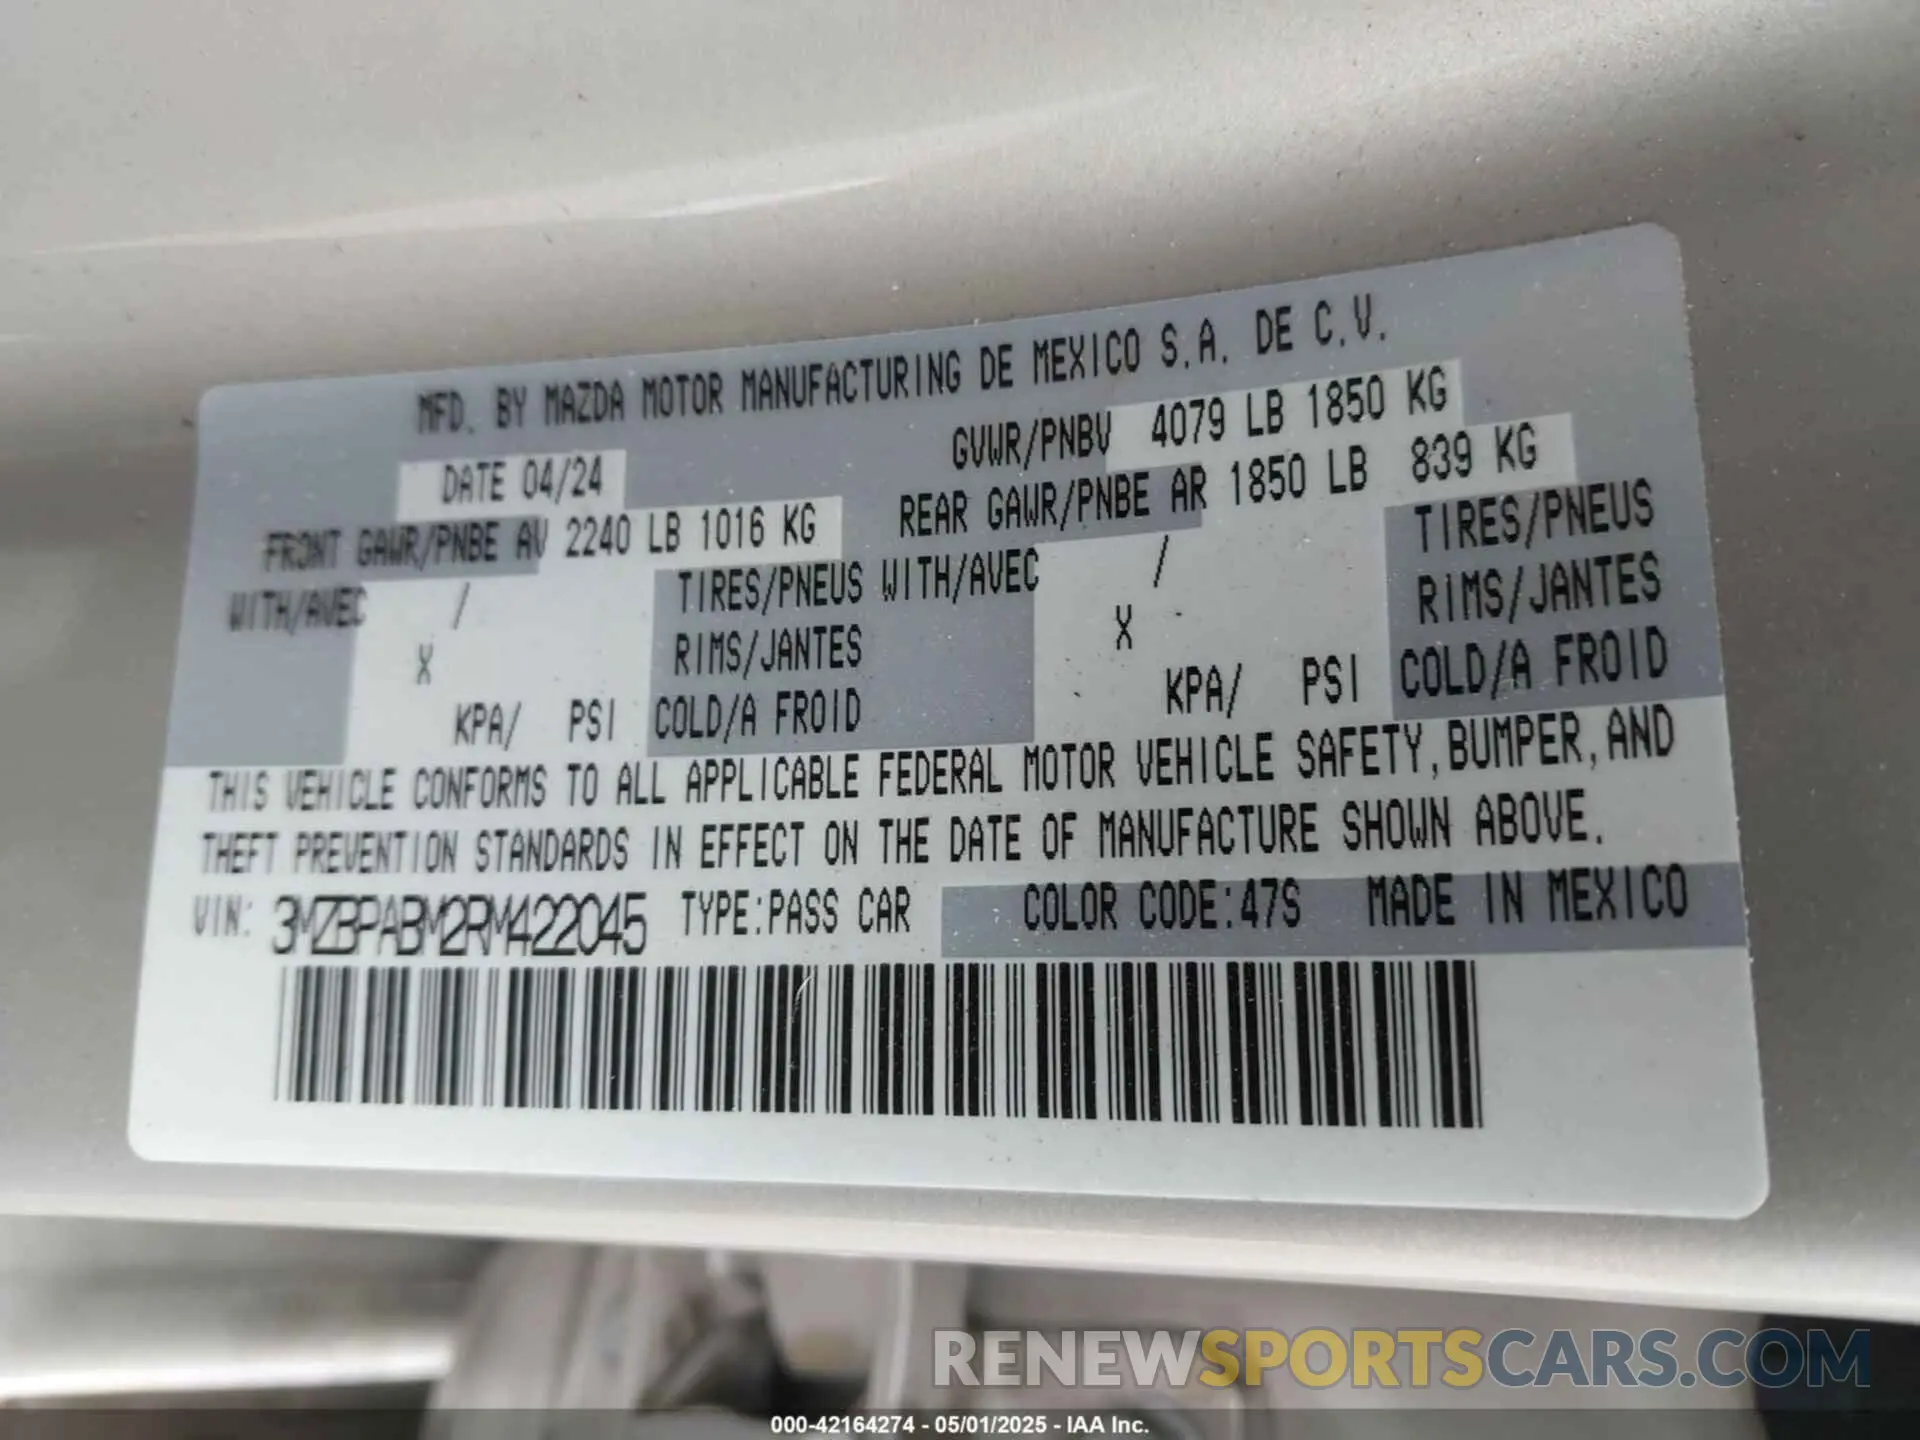 MFD. BY MAZDA MOTOR MANUFACTURING DE MEXICO S.A. DE C.V.
DATE 04/24 GVWR/PNBV 4079 LB 1850 KG
FRONT GAWR/PNBE AV 2240 LB 1016 KG REAR GAWR/PNBE AR 1850 LB 839 KG
WITH/AVEC / TIRES/PNEUS WITH/AVEC / TIRES/PNEUS
X RIMS/JANTES X RIMS/JANTES
KPA/ PSI COLD/A FROID KPA/ PSI COLD/A FROID
THIS VEHICLE CONFORMS TO ALL APPLICABLE FEDERAL MOTOR VEHICLE SAFETY, BUMPER, AND
THEFT PREVENTION STANDARDS IN EFFECT ON THE DATE OF MANUFACTURE SHOWN ABOVE.
VIN: 3MZBPABM2RM422045 TYPE:PASS CAR COLOR CODE:47S MADE IN MEXICO
RENEWSPORTSCARS.COM
000-42164274 - 05/01/2025 - IAA Inc.